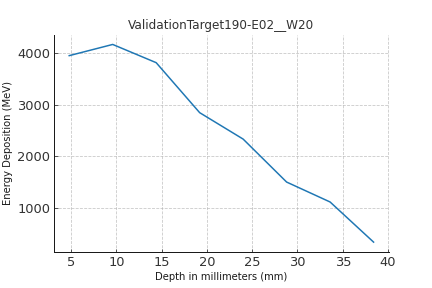 ValidationTarget190-E02__W20
Energy Deposition (MeV)
4000
3000
2000
1000
5 10 15 20 25 30 35 40
Depth in millimeters (mm)